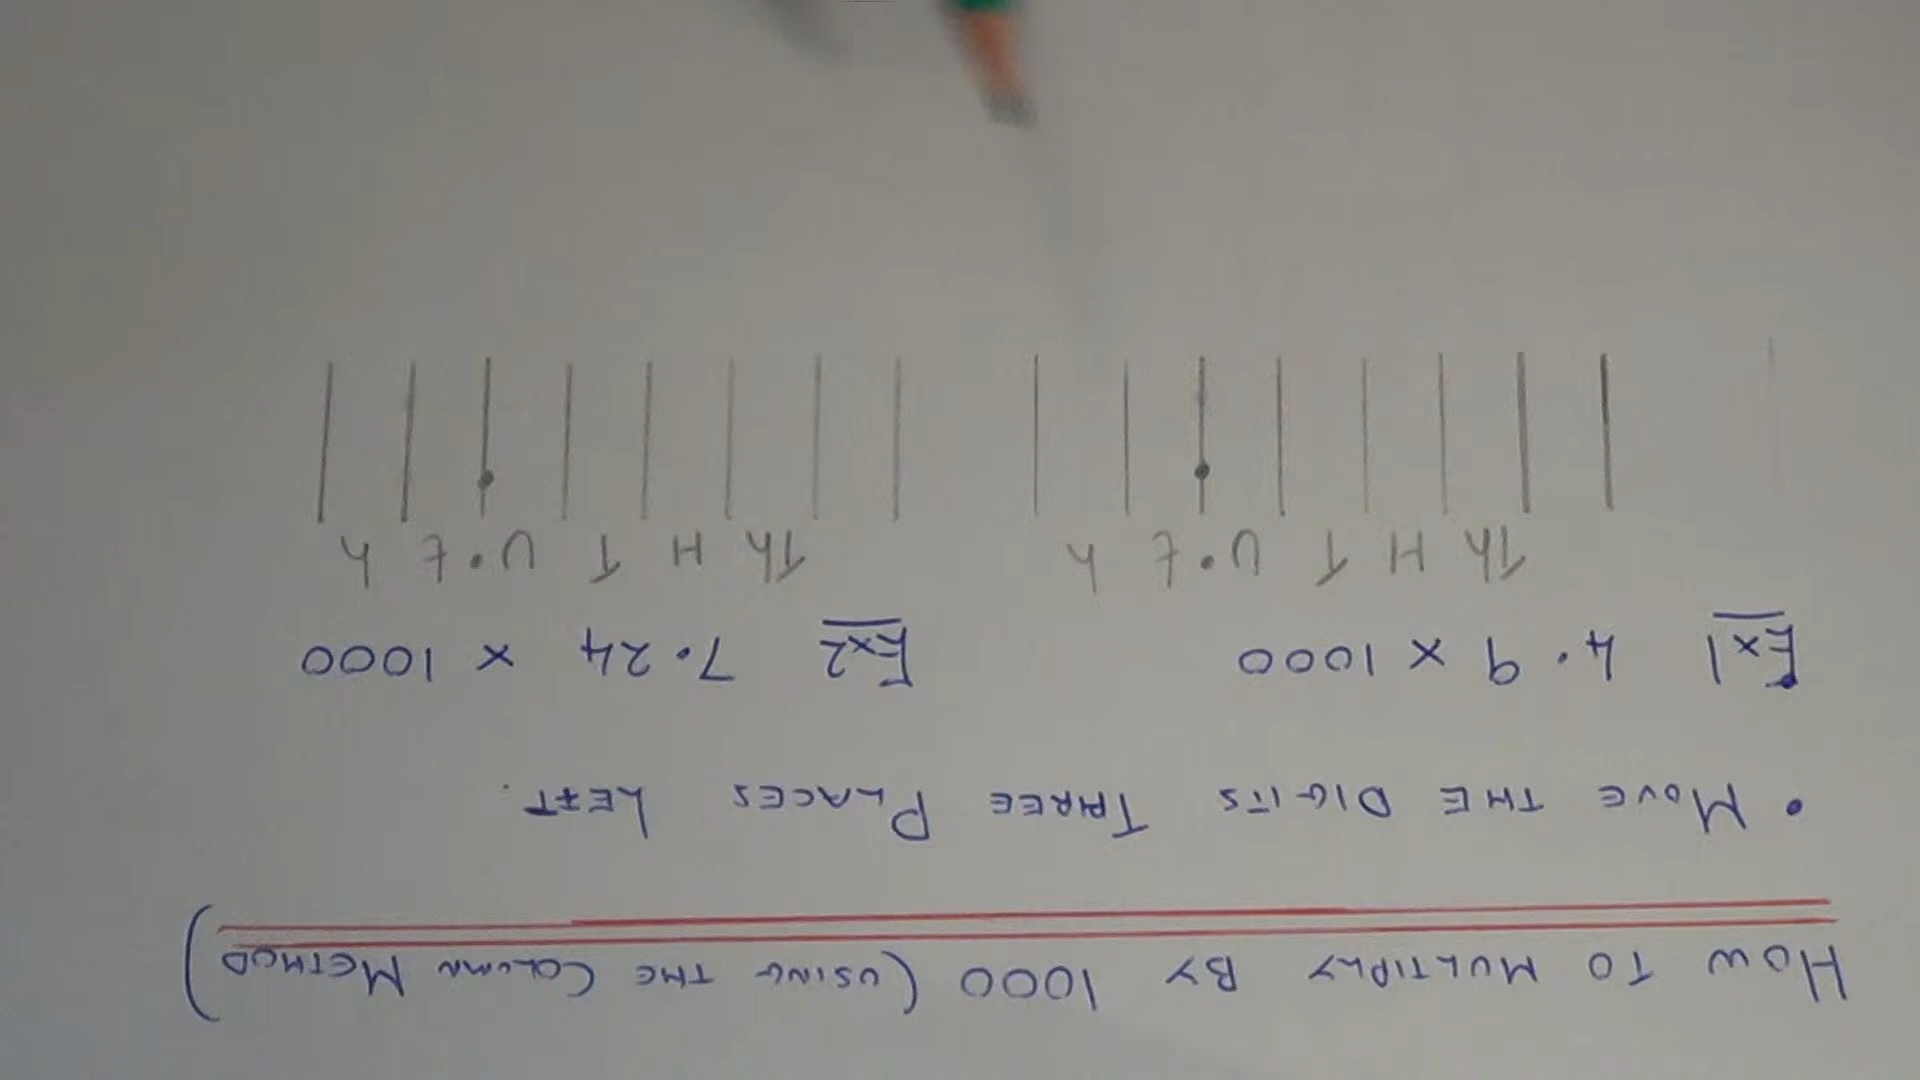 HOW TO MULTIPLY BY 1000 (USING THE COLUMN METHOD)
• MOVE THE DIGITS THREE PLACES LEFT.
Ex1 4.9 × 1000 Ex2 7.24 × 1000
Th H T U . t h Th H T U . t h